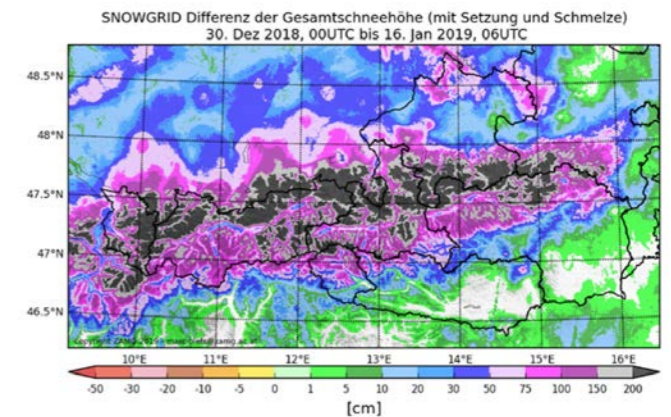 SNOWGRID Differenz der Gesamtschneehöhe (mit Setzung und Schmelze)
30. Dez 2018, 00UTC bis 16. Jan 2019, 06UTC
48.5°N
48°N
47.5°N
47°N
46.5°N
10°E 11°E 12°E 13°E 14°E 15°E 16°E
-50 -30 -20 -10 -5 0 1 5 10 20 30 50 75 100 150 200
[cm]